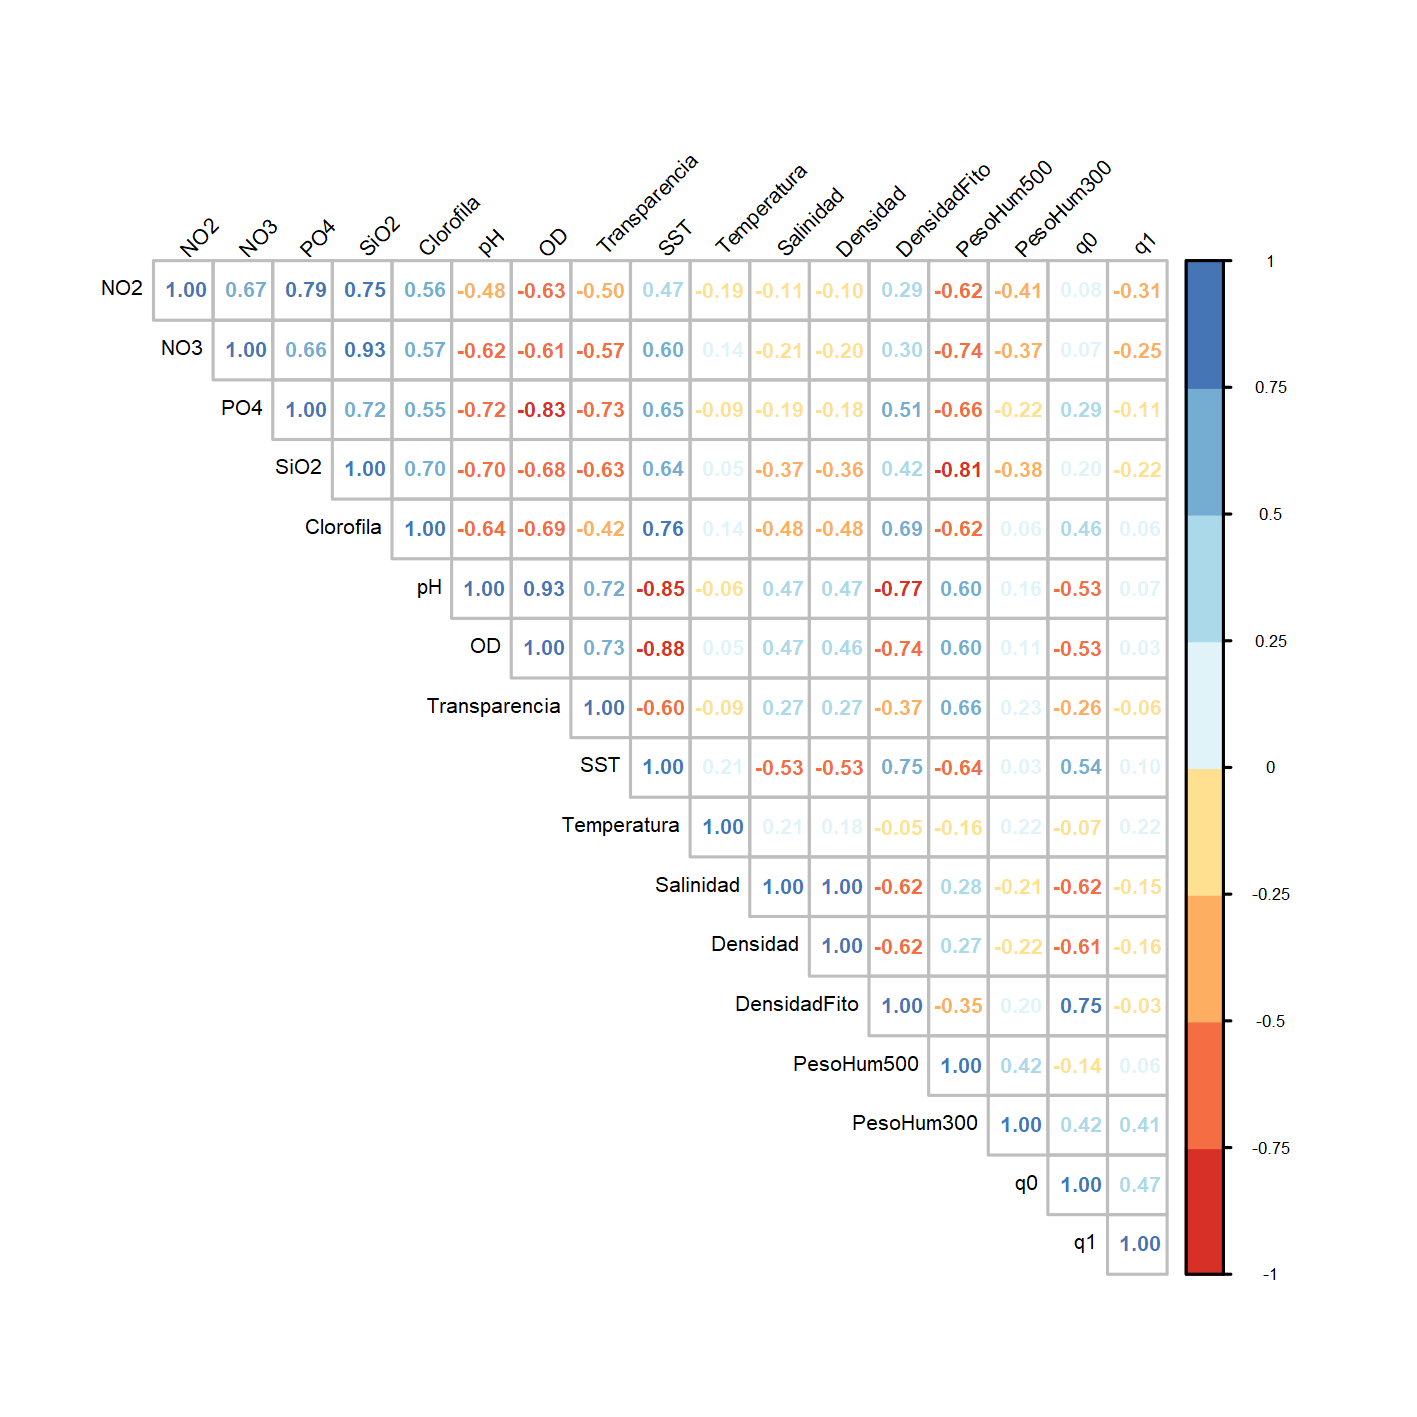 NO2 NO3 PO4 SiO2 Clorofila pH OD Transparencia SST Temperatura Salinidad Densidad DensidadFito PesoHum500 PesoHum300 q0 q1
NO2 1.00 0.67 0.79 0.75 0.56 -0.48 -0.63 -0.50 0.47 -0.19 -0.11 -0.10 0.29 -0.62 -0.41 0.08 -0.31
NO3 1.00 0.66 0.93 0.57 -0.62 -0.61 -0.57 0.60 0.14 -0.21 -0.20 0.30 -0.74 -0.37 0.07 -0.25
PO4 1.00 0.72 0.55 -0.72 -0.83 -0.73 0.65 -0.09 -0.19 -0.18 0.51 -0.66 -0.22 0.29 -0.11
SiO2 1.00 0.70 -0.70 -0.68 -0.63 0.64 0.05 -0.37 -0.36 0.42 -0.81 -0.38 0.20 -0.22
Clorofila 1.00 -0.64 -0.69 -0.42 0.76 0.14 -0.48 -0.48 0.69 -0.62 0.06 0.46 0.06
pH 1.00 0.93 0.72 -0.85 -0.06 0.47 0.47 -0.77 0.60 0.16 -0.53 0.07
OD 1.00 0.73 -0.88 0.05 0.47 0.46 -0.74 0.60 0.11 -0.53 0.03
Transparencia 1.00 -0.60 -0.09 0.27 0.27 -0.37 0.66 0.23 -0.26 -0.06
SST 1.00 0.21 -0.53 -0.53 0.75 -0.64 0.03 0.54 0.10
Temperatura 1.00 0.21 0.18 -0.05 -0.16 0.22 -0.07 0.22
Salinidad 1.00 1.00 -0.62 0.28 -0.21 -0.62 -0.15
Densidad 1.00 -0.62 0.27 -0.22 -0.61 -0.16
DensidadFito 1.00 -0.35 0.20 0.75 -0.03
PesoHum500 1.00 0.42 -0.14 0.06
PesoHum300 1.00 0.42 0.41
q0 1.00 0.47
q1 1.00
1
0.75
0.5
0.25
0
-0.25
-0.5
-0.75
-1